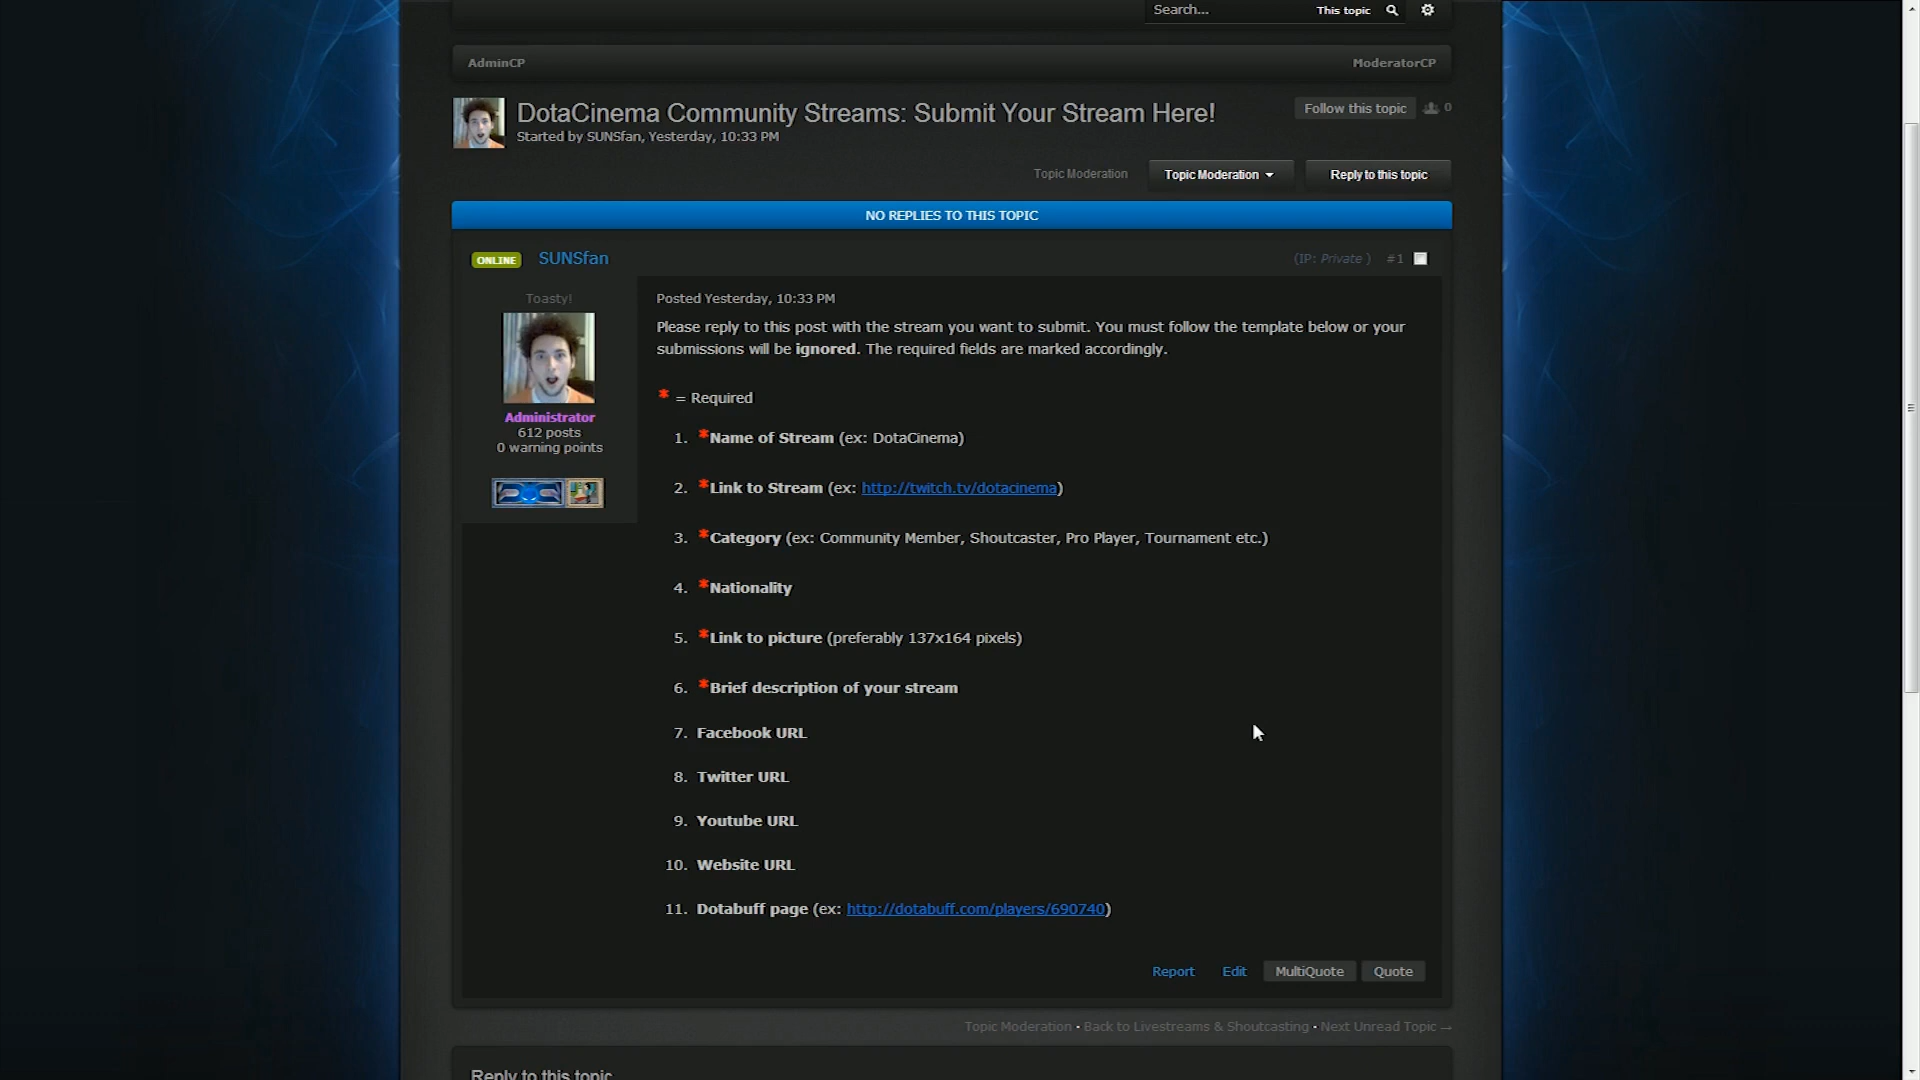 Search...
This topic
0
AdminCP
ModeratorCP
DotaCinema Community Streams: Submit Your Stream Here!
Follow this topic
0
Started by SUNSfan, Yesterday, 10:33 PM
Topic Moderation
Topic Moderation
Reply to this topic
NO REPLIES TO THIS TOPIC
ONLINE
SUNSfan
(IP: Private )
#1
Toasty!
Administrator
612 posts
0 warning points
Posted Yesterday, 10:33 PM
Please reply to this post with the stream you want to submit. You must follow the template below or your
submissions will be ignored. The required fields are marked accordingly.
* = Required
1. *Name of Stream (ex: DotaCinema)
2. *Link to Stream (ex: http://twitch.tv/dotacinema)
3. *Category (ex: Community Member, Shoutcaster, Pro Player, Tournament etc.)
4. *Nationality
5. *Link to picture (preferably 137x164 pixels)
6. *Brief description of your stream
7. Facebook URL
8. Twitter URL
9. Youtube URL
10. Website URL
11. Dotabuff page (ex: http://dotabuff.com/players/690740)
Report
Edit
MultiQuote
Quote
Topic Moderation • Back to Livestreams & Shoutcasting • Next Unread Topic →
Reply to this topic